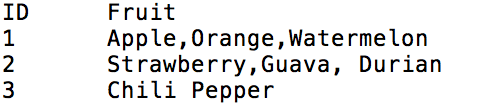 ID Fruit
1 Apple,Orange,Watermelon
2 Strawberry,Guava, Durian
3 Chili Pepper